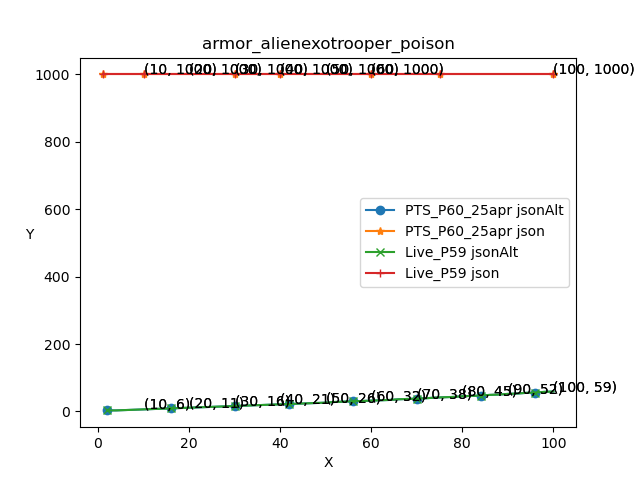 armor_alienexotrooper_poison
1000
(10, 1000)
(20, 1000)
(30, 1000)
(40, 1000)
(50, 1000)
(60, 1000)
(100, 1000)
800
600
Y
400
200
0
PTS_P60_25apr jsonAlt
PTS_P60_25apr json
Live_P59 jsonAlt
Live_P59 json
(10, 6)
(20, 11)
(30, 16)
(40, 21)
(50, 26)
(60, 32)
(70, 38)
(80, 45)
(90, 52)
(100, 59)
0 20 40 60 80 100
X